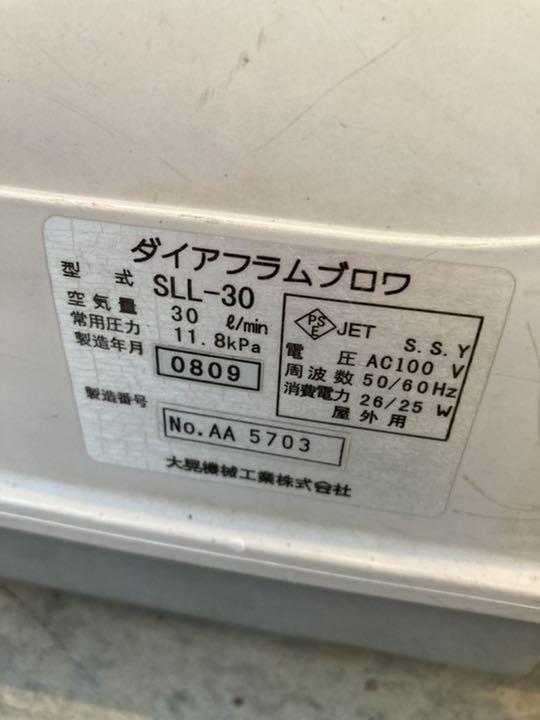 ダイアフラムブロワ
型式 SLL-30
空気量 30 ℓ/min
常用圧力 11.8kPa
製造年月 0809
製造番号
No.AA 5703
PSE JET S.S.Y
電圧 AC100 V
周波数 50/60Hz
消費電力 26/25 W
屋外用
大晃機械工業株式会社